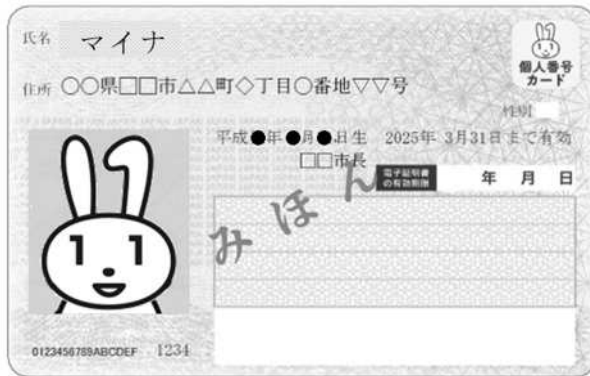 氏名 マイナ
個人番号
カード
住所 ○○県□□市△△町◇丁目○番地▽▽号
性別
平成●年●月●日生 2025年 3月31日まで有効
□□市長
電子証明書
の有効期限
年 月 日
みほん
1 1
0123456789ABCDEF 1234